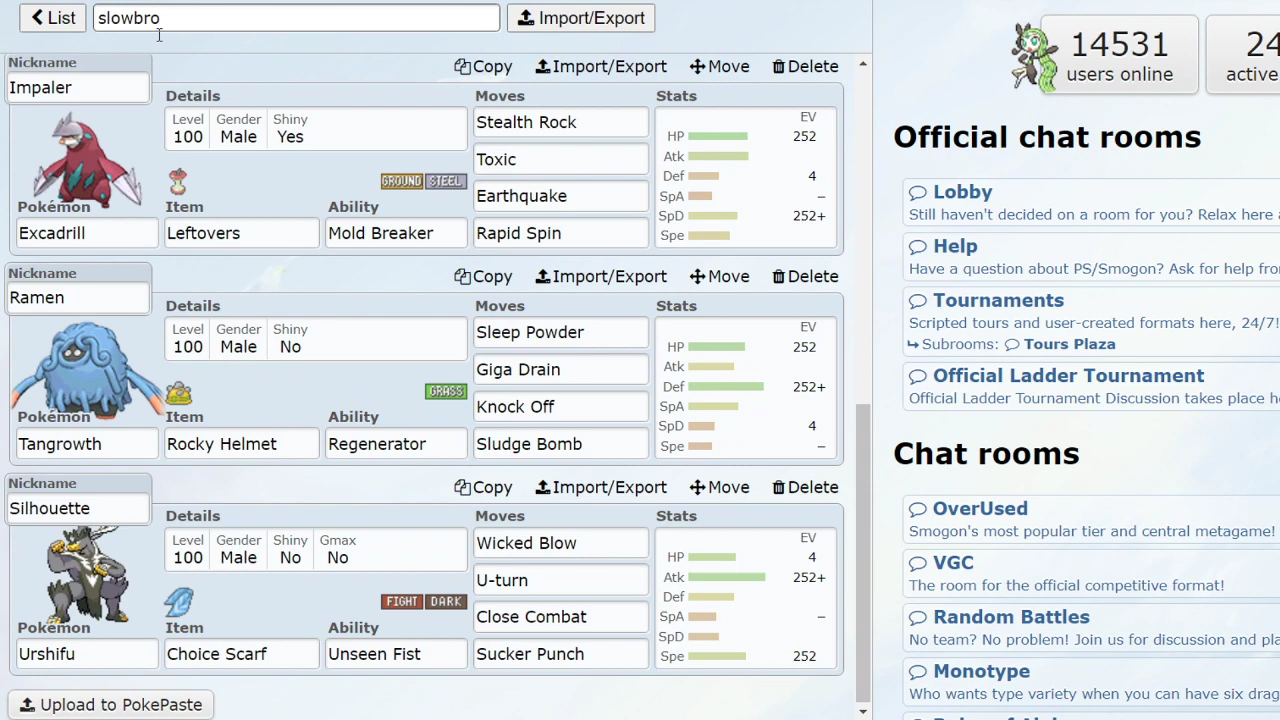 List
slowbro
Import/Export
Nickname
Impaler
Copy Import/Export Move Delete
Details
Level
100
Gender
Male
Shiny
Yes
GROUND STEEL
Pokémon
Excadrill
Item
Leftovers
Ability
Mold Breaker
Moves
Stealth Rock
Toxic
Earthquake
Rapid Spin
Stats
EV
HP 252
Atk
Def 4
SpA –
SpD 252+
Spe
Nickname
Ramen
Copy Import/Export Move Delete
Details
Level
100
Gender
Male
Shiny
No
GRASS
Pokémon
Tangrowth
Item
Rocky Helmet
Ability
Regenerator
Moves
Sleep Powder
Giga Drain
Knock Off
Sludge Bomb
Stats
EV
HP 252
Atk
Def 252+
SpA
SpD 4
Spe –
Nickname
Silhouette
Copy Import/Export Move Delete
Details
Level
100
Gender
Male
Shiny
No
Gmax
No
FIGHT DARK
Pokémon
Urshifu
Item
Choice Scarf
Ability
Unseen Fist
Moves
Wicked Blow
U-turn
Close Combat
Sucker Punch
Stats
EV
HP 4
Atk 252+
Def
SpA –
SpD
Spe 252
Upload to PokePaste
14531
users online
24
active
Official chat rooms
Lobby
Still haven't decided on a room for you? Relax here
Help
Have a question about PS/Smogon? Ask for help from
Tournaments
Scripted tours and user-created formats here, 24/7!
↳ Subrooms: Tours Plaza
Official Ladder Tournament
Official Ladder Tournament Discussion takes place
Chat rooms
OverUsed
Smogon's most popular tier and central metagame!
VGC
The room for the official competitive format!
Random Battles
No team? No problem! Join us for discussion and
Monotype
Who wants type variety when you can have six